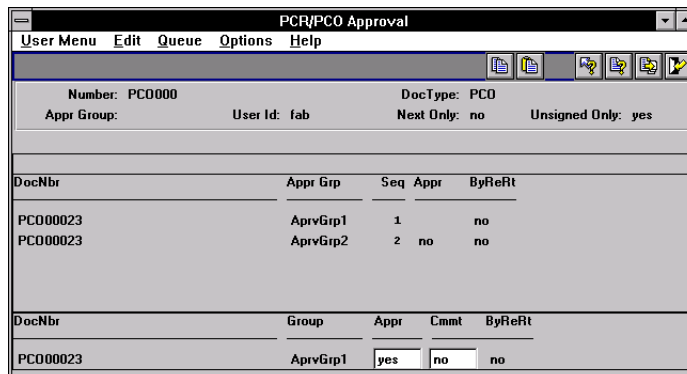 PCR/PCO Approval
User Menu Edit Queue Options Help
Number: PCO000 DocType: PCO
Appr Group: User Id: fab Next Only: no Unsigned Only: yes
DocNbr Appr Grp Seq Appr ByReRt
PCO00023 AprvGrp1 1 no
PCO00023 AprvGrp2 2 no no
DocNbr Group Appr Cmmt ByReRt
PCO00023 AprvGrp1 yes no no